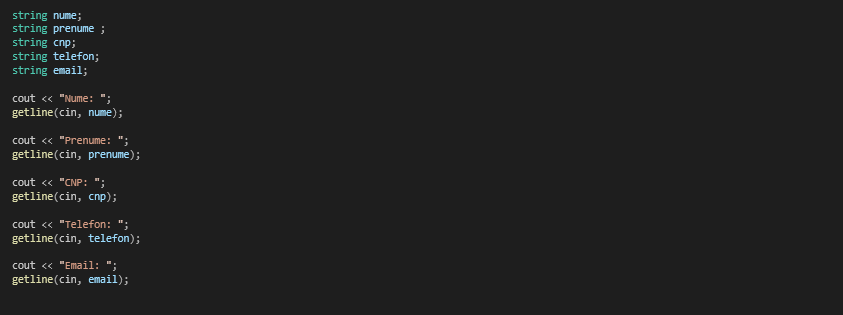 string nume;
string prenume ;
string cnp;
string telefon;
string email;
cout << "Nume: ";
getline(cin, nume);
cout << "Prenume: ";
getline(cin, prenume);
cout << "CNP: ";
getline(cin, cnp);
cout << "Telefon: ";
getline(cin, telefon);
cout << "Email: ";
getline(cin, email);